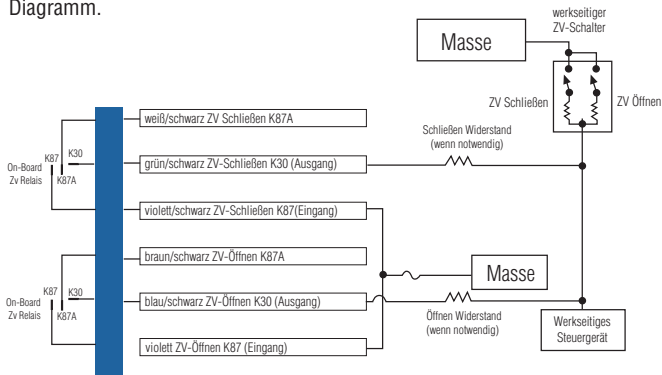 Diagramm.
werkseitiger
ZV-Schalter
Masse
ZV Schließen
ZV Öffnen
weiß/schwarz ZV Schließen K87A
Schließen Widerstand
(wenn notwendig)
K87
K30
K87A
On-Board
Zv Relais
grün/schwarz ZV-Schließen K30 (Ausgang)
violett/schwarz ZV-Schließen K87(Eingang)
braun/schwarz ZV-Öffnen K87A
Masse
K87
K30
K87A
On-Board
Zv Relais
blau/schwarz ZV-Öffnen K30 (Ausgang)
Öffnen Widerstand
(wenn notwendig)
Werkseitiges
Steuergerät
violett ZV-Öffnen K87 (Eingang)